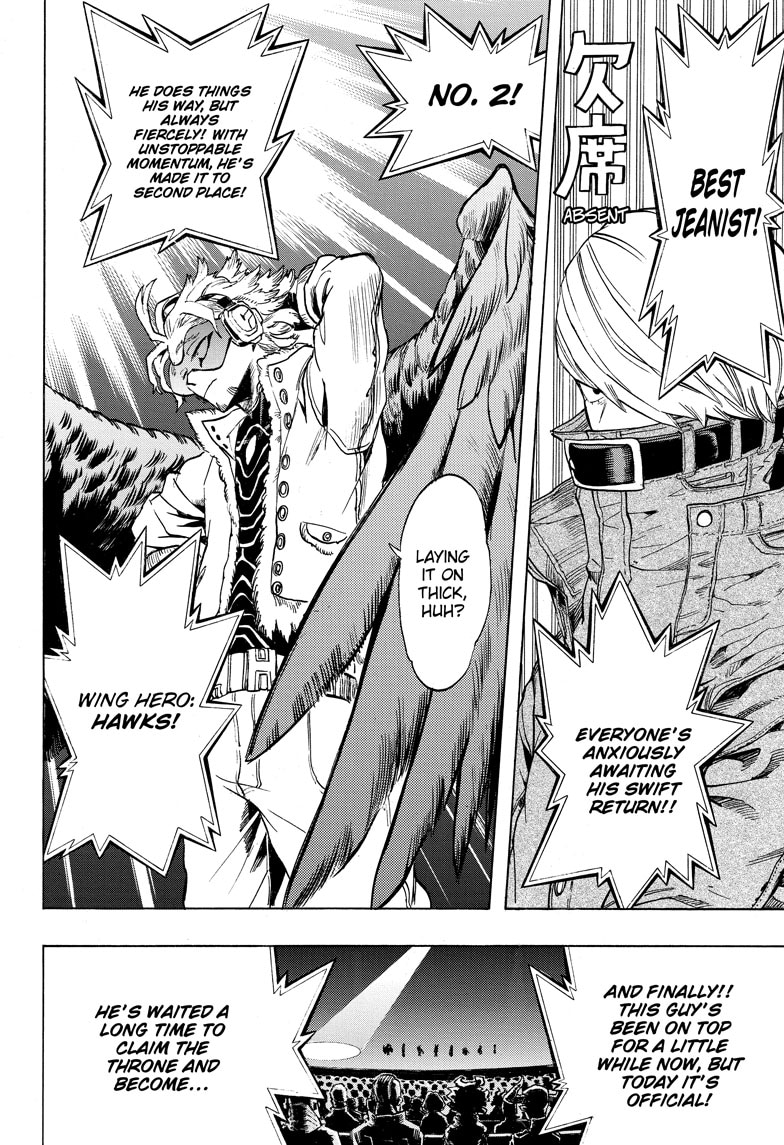 BEST
JEANIST!
欠席
ABSENT
EVERYONE'S
ANXIOUSLY
AWAITING
HIS SWIFT
RETURN!!
NO. 2!
HE DOES THINGS
HIS WAY, BUT
ALWAYS
FIERCELY! WITH
UNSTOPPABLE
MOMENTUM, HE'S
MADE IT TO
SECOND PLACE!
LAYING
IT ON
THICK,
HUH?
WING HERO:
HAWKS!
AND FINALLY!!
THIS GUY'S
BEEN ON TOP
FOR A LITTLE
WHILE NOW, BUT
TODAY IT'S
OFFICIAL!
HE'S WAITED A
LONG TIME TO
CLAIM THE
THRONE AND
BECOME...